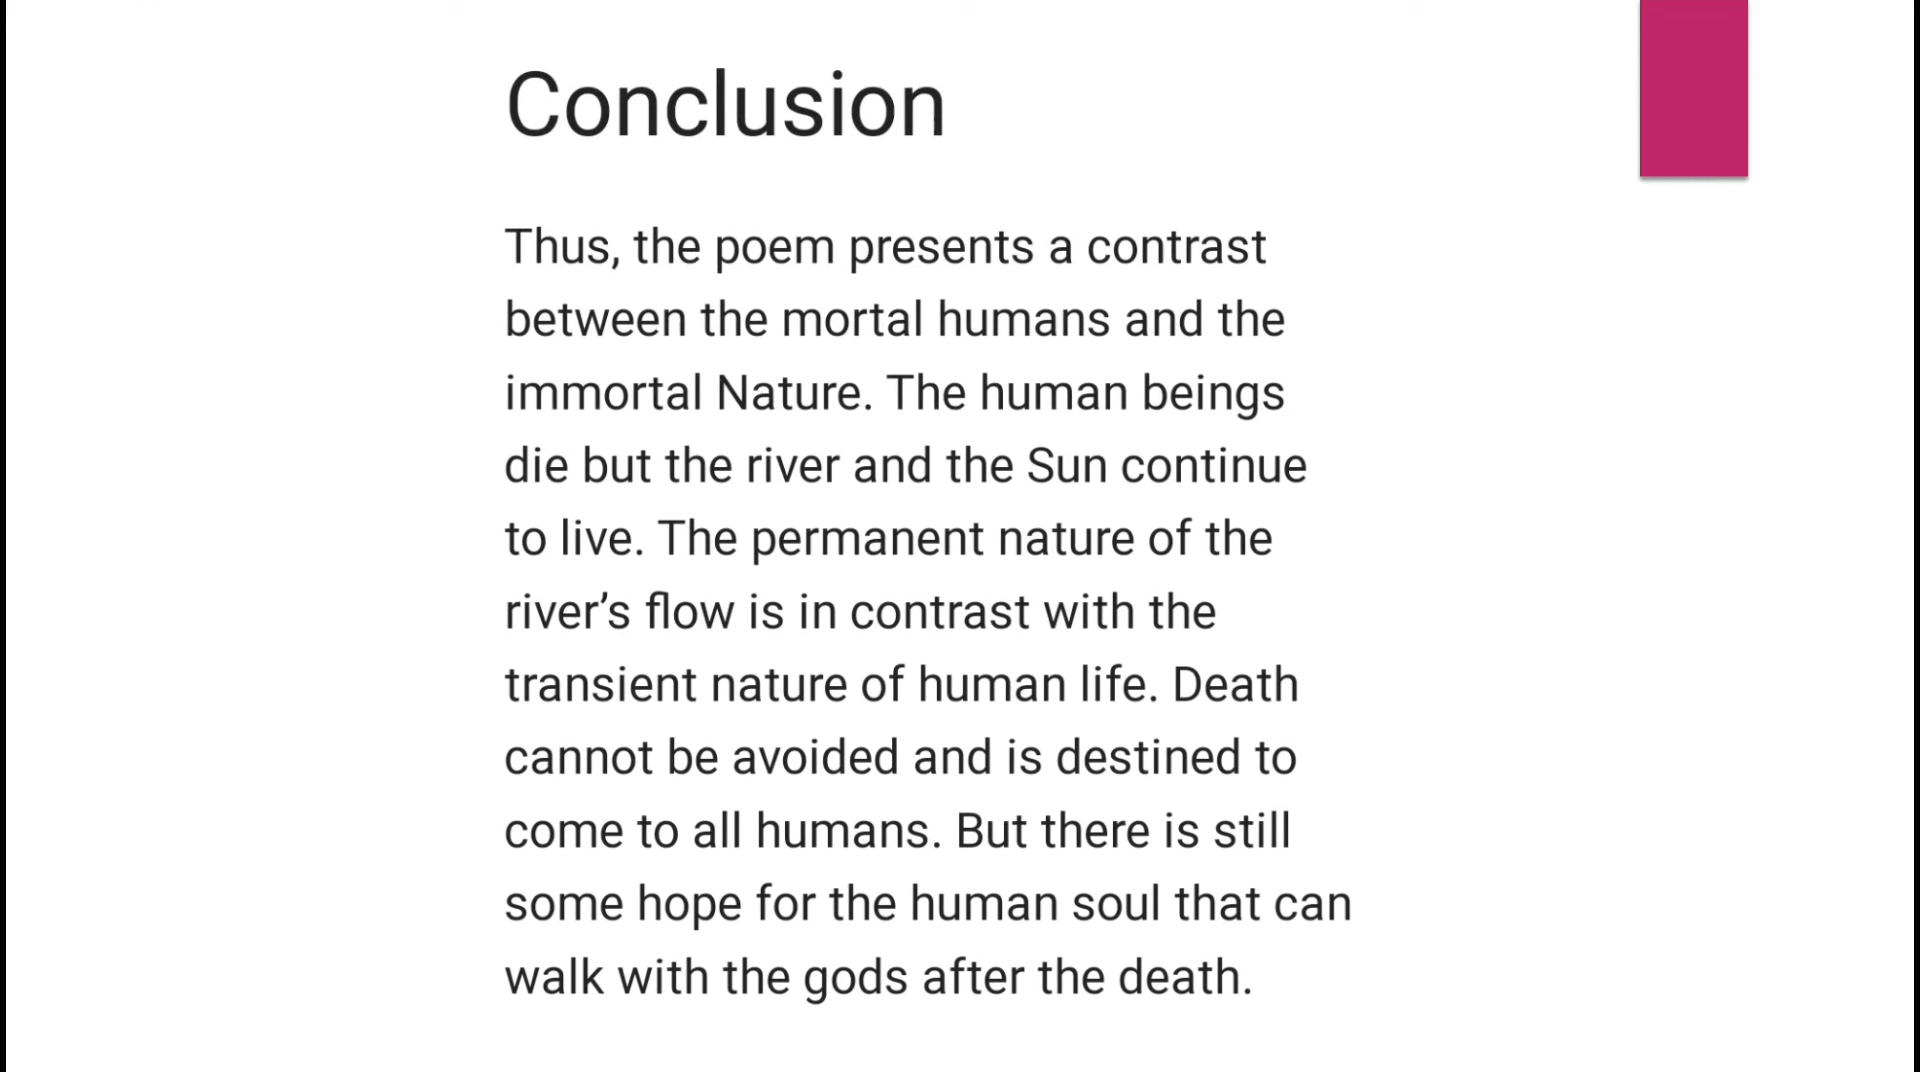 Conclusion
Thus, the poem presents a contrast
between the mortal humans and the
immortal Nature. The human beings
die but the river and the Sun continue
to live. The permanent nature of the
river’s flow is in contrast with the
transient nature of human life. Death
cannot be avoided and is destined to
come to all humans. But there is still
some hope for the human soul that can
walk with the gods after the death.